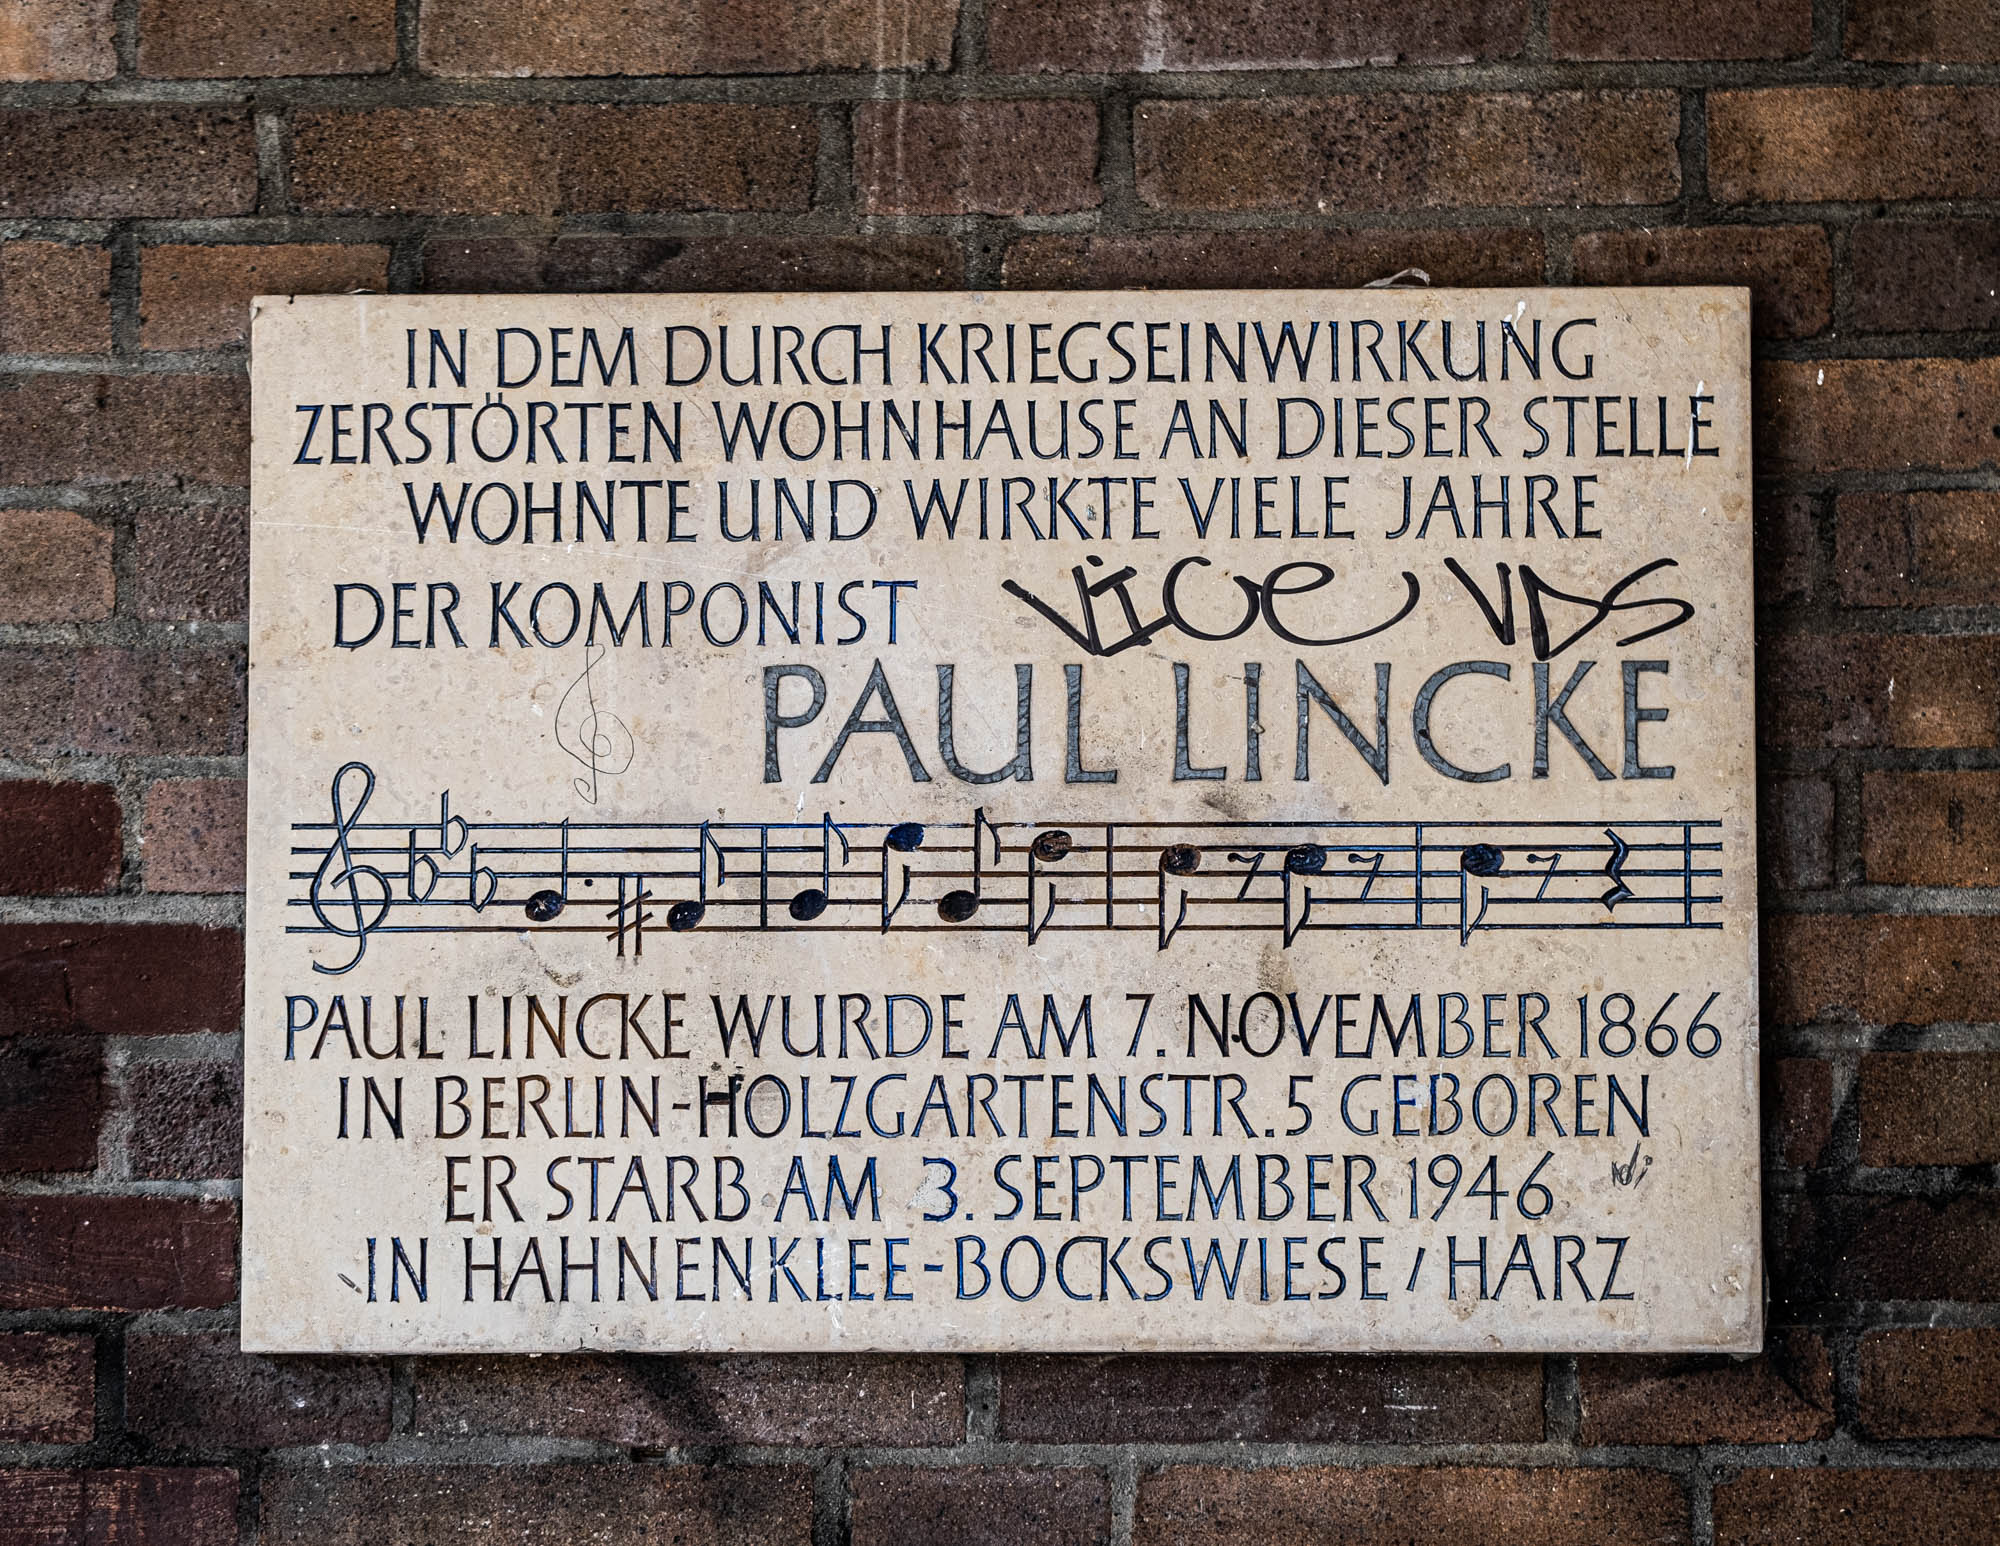 IN DEM DURCH KRIEGSEINWIRKUNG
ZERSTÖRTEN WOHNHAUSE AN DIESER STELLE
WOHNTE UND WIRKTE VIELE JAHRE
DER KOMPONIST
PAUL LINCKE
PAUL LINCKE WURDE AM 7. NOVEMBER 1866
IN BERLIN-HOLZGARTENSTR. 5 GEBOREN
ER STARB AM 3. SEPTEMBER 1946
IN HAHNENKLEE-BOCKSWIESE / HARZ